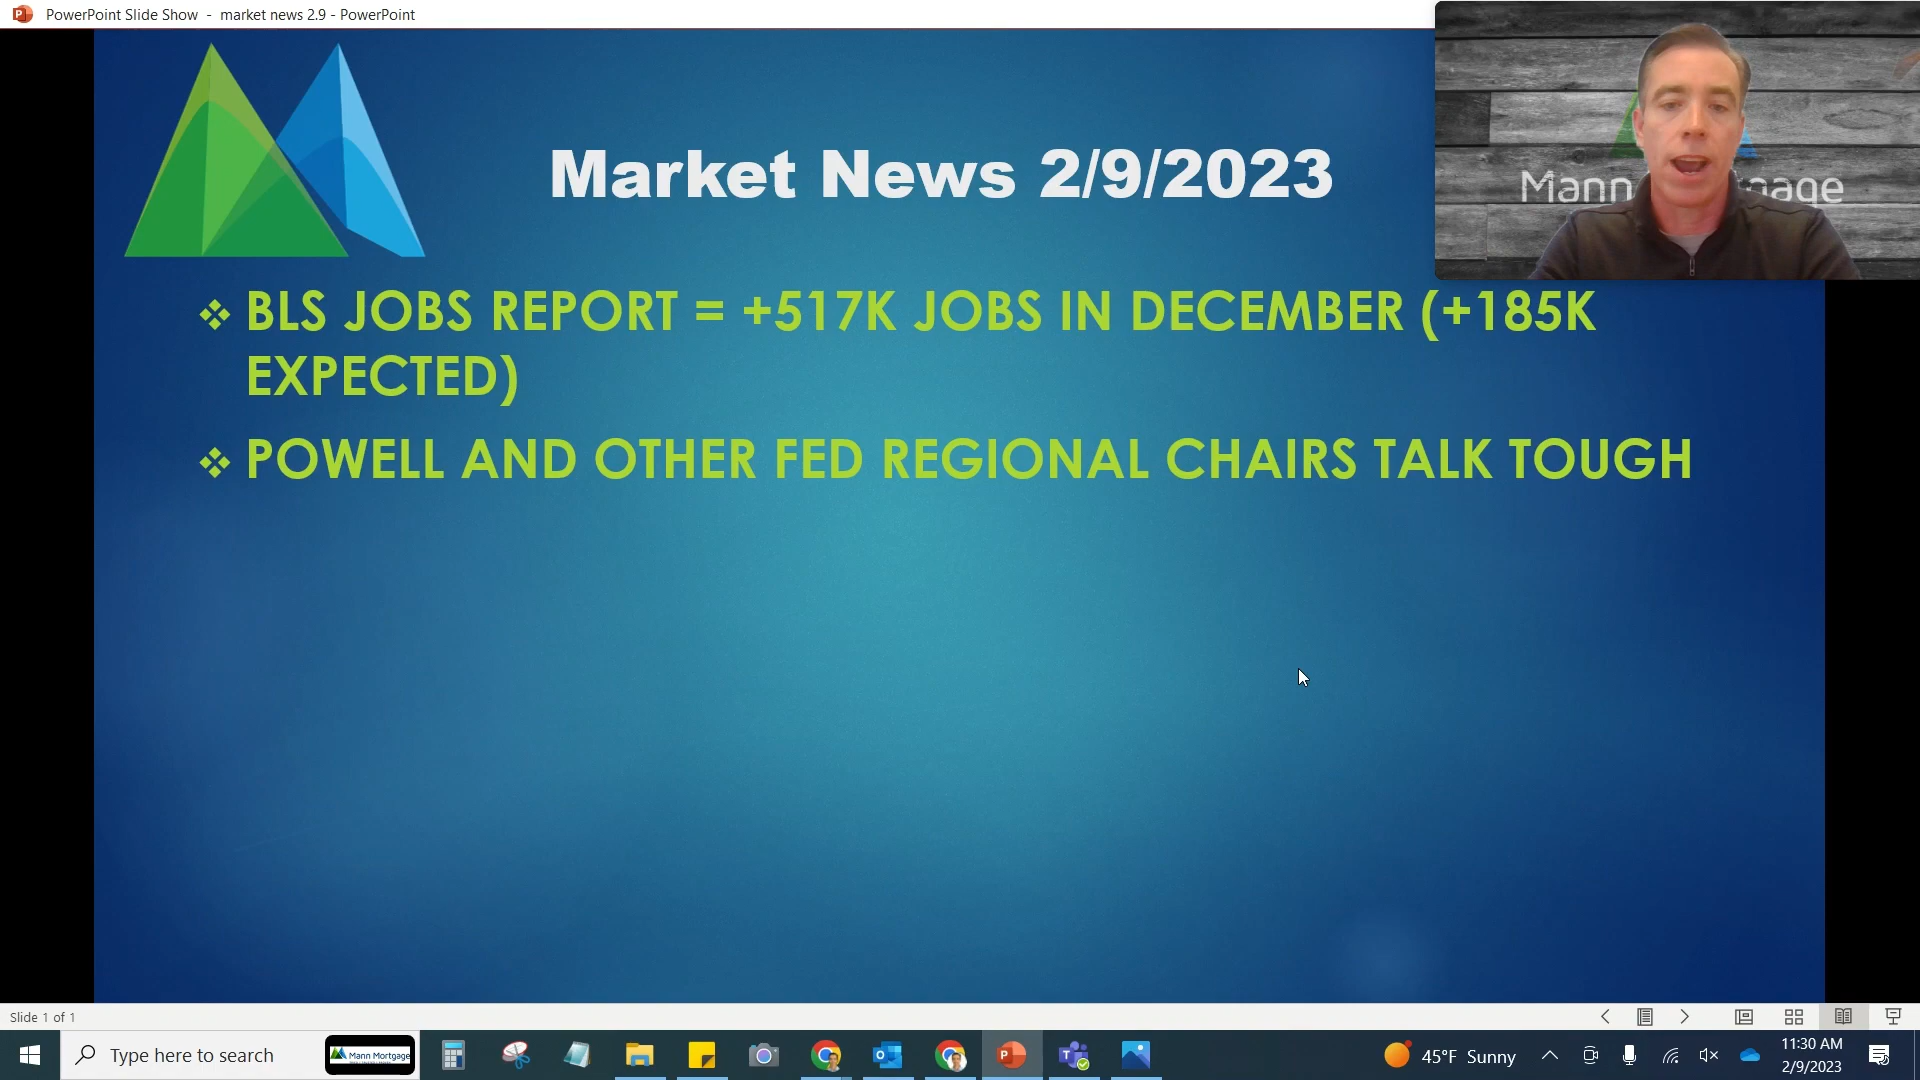 PowerPoint Slide Show - market news 2.9 - PowerPoint
Market News 2/9/2023
BLS JOBS REPORT = +517K JOBS IN DECEMBER (+185K
EXPECTED)
POWELL AND OTHER FED REGIONAL CHAIRS TALK TOUGH
Slide 1 of 1
Type here to search
Mann Mortgage
45°F Sunny
11:30 AM
2/9/2023